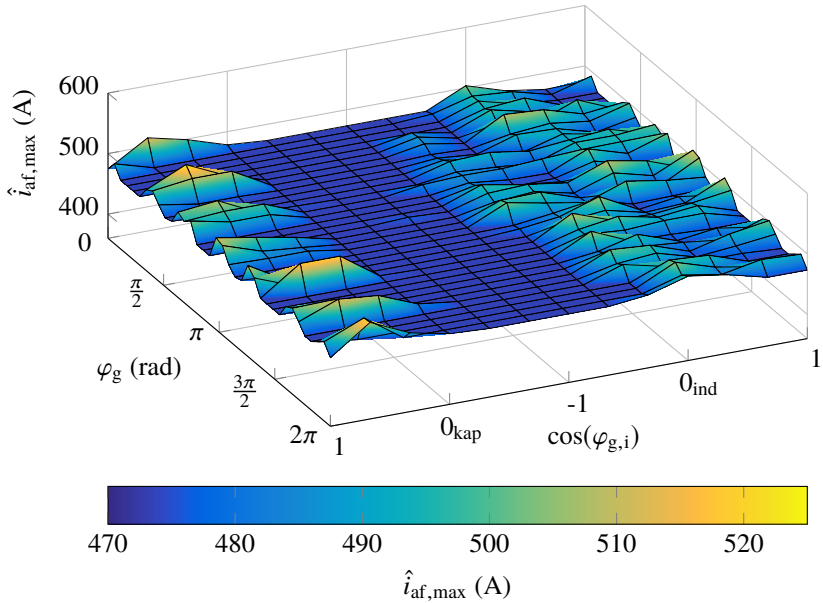 600
500
400
î_af,max (A)
0
π/2
π
3π/2
2π
φ_g (rad)
1
0_kap
-1
0_ind
1
cos(φ_g,i)
470 480 490 500 510 520
î_af,max (A)